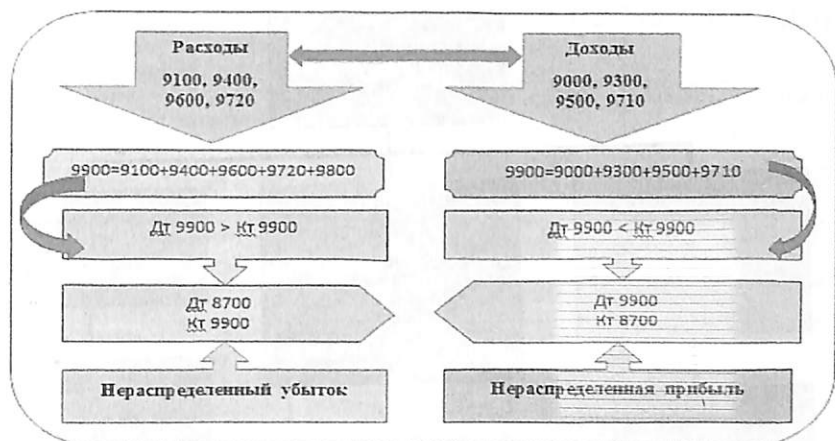 Расходы
9100, 9400,
9600, 9720
Доходы
9000, 9300,
9500, 9710
9900=9100+9400+9600+9720+9800
9900=9000+9300+9500+9710
Дт 9900 > Кт 9900
Дт 9900 < Кт 9900
Дт 8700
Кт 9900
Дт 9900
Кт 8700
Нераспределенный убыток
Нераспределенная прибыль